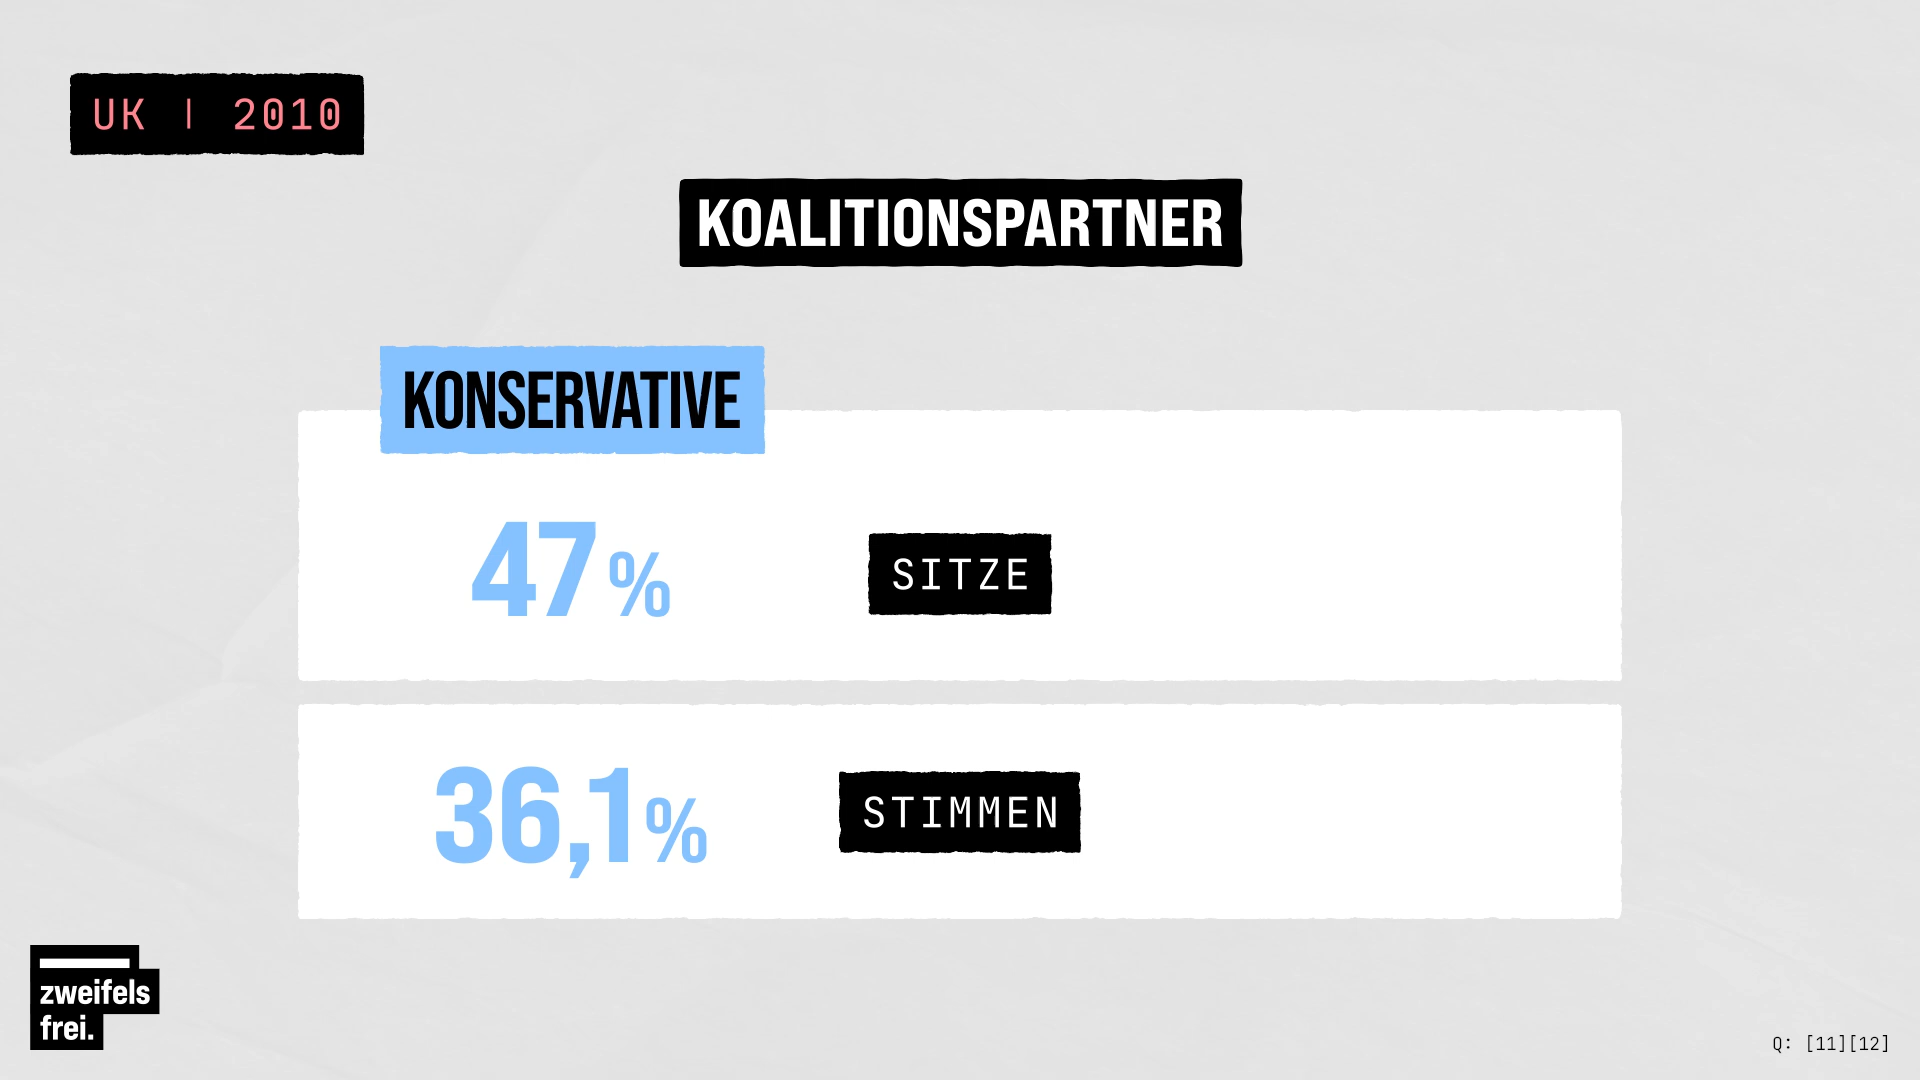 UK | 2010
KOALITIONSPARTNER
KONSERVATIVE
47% SITZE
36,1% STIMMEN
zweifels
frei.
Q: [11][12]